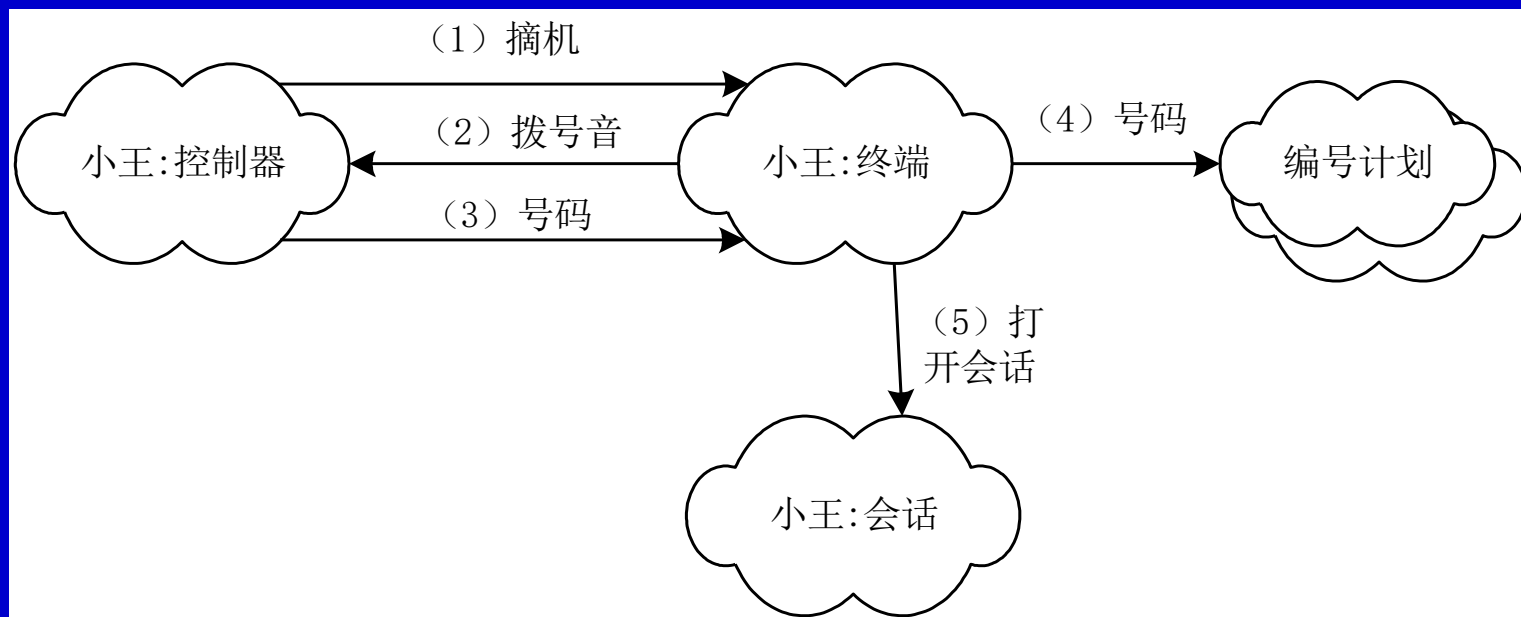 （1）摘机
（2）拨号音
（4）号码
小王:控制器
小王:终端
编号计划
（3）号码
（5）打
开会话
小王:会话